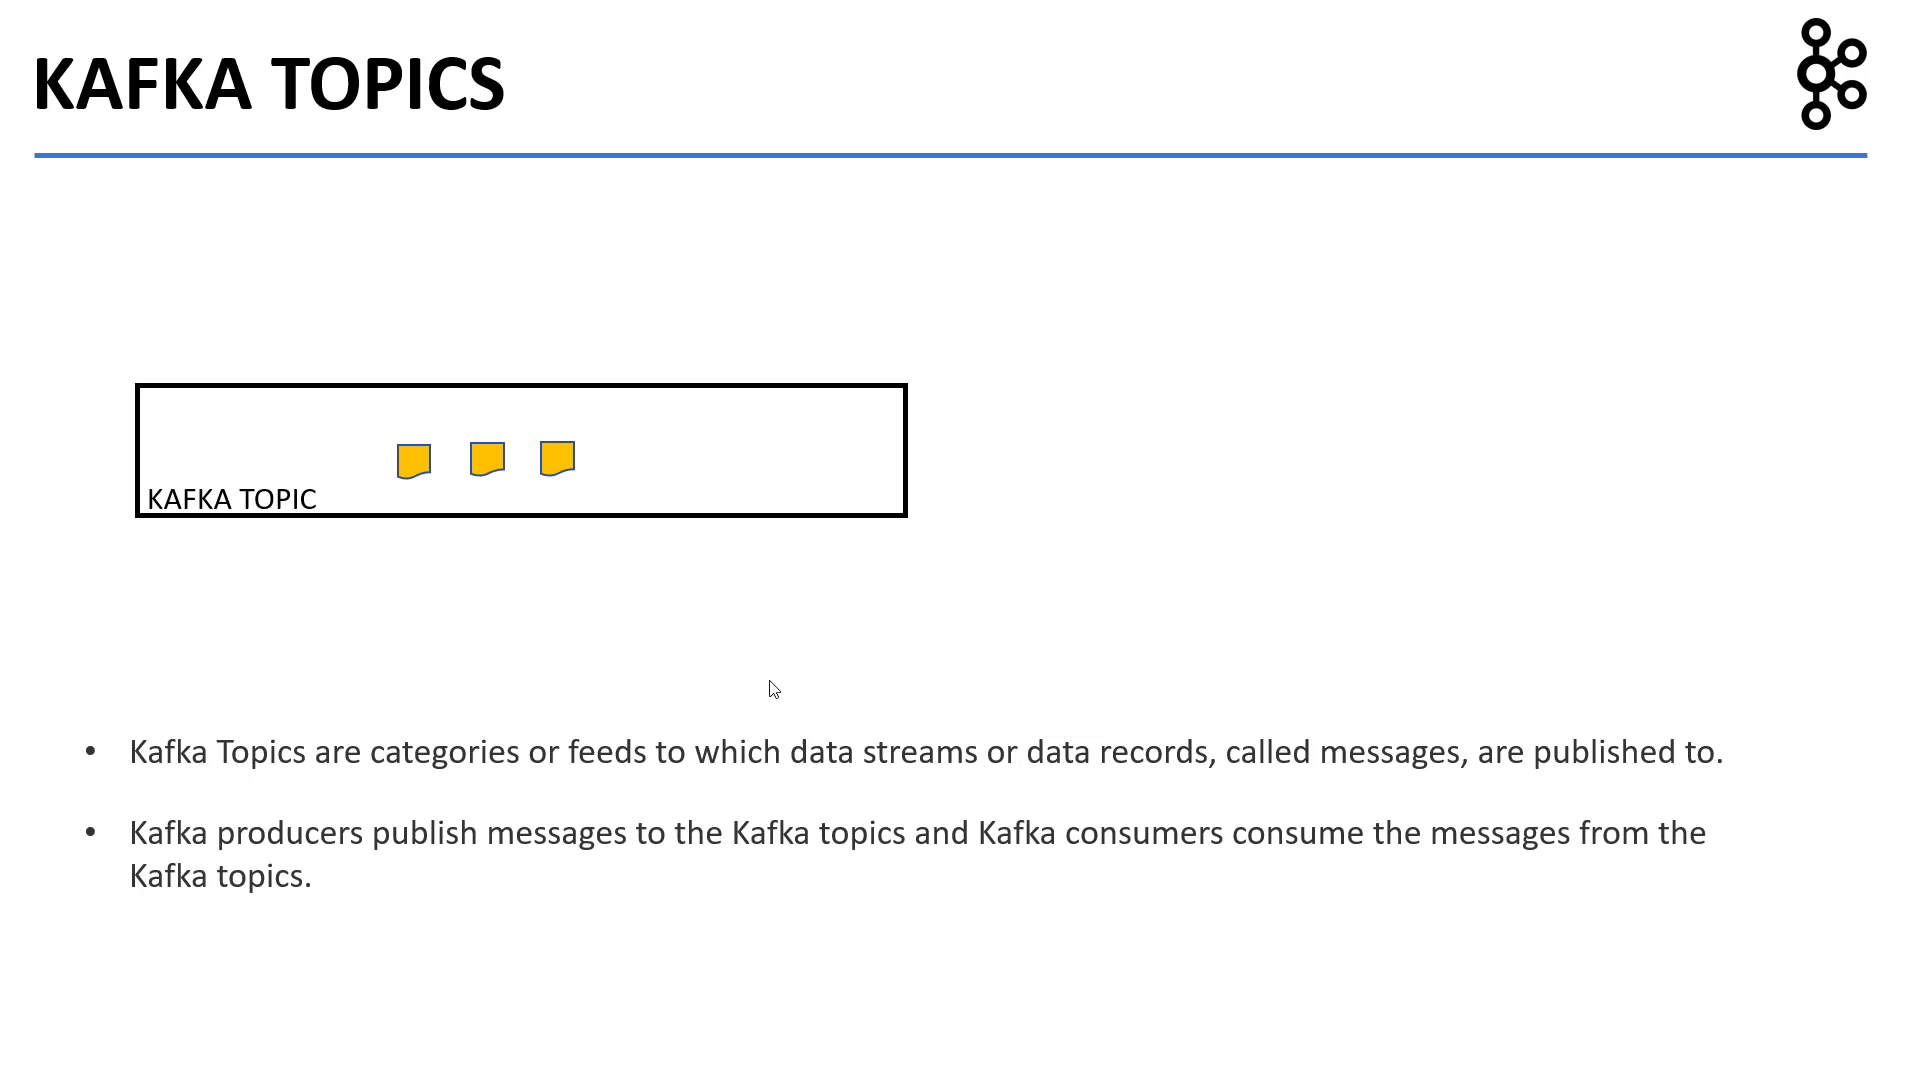 KAFKA TOPICS
KAFKA TOPIC
• Kafka Topics are categories or feeds to which data streams or data records, called messages, are published to.
• Kafka producers publish messages to the Kafka topics and Kafka consumers consume the messages from the
Kafka topics.